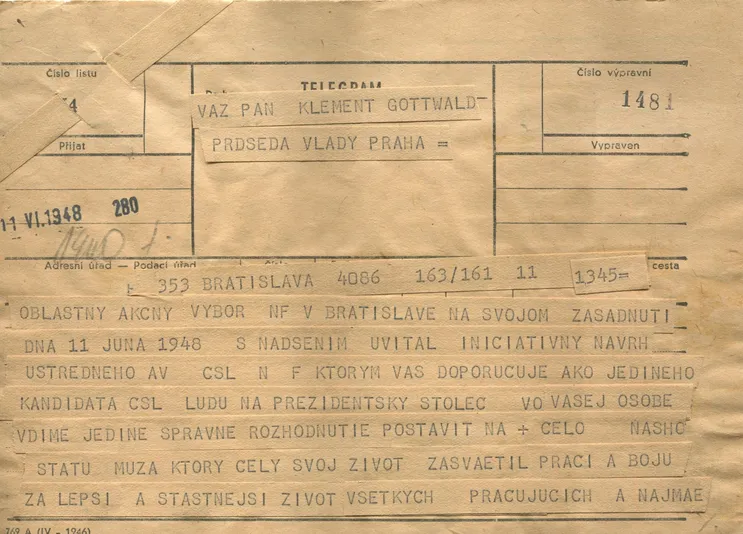 Číslo listu
TELEGRAM
Číslo výpravní
4
VAZ PAN KLEMENT GOTTWALD
1481
Přijat
PRDSEDA VLADY PRAHA =
Vypraven
11 VI.1948 280
Adresní úřad — Podací úřad
cesta
353 BRATISLAVA 4086 163/161 11 1345=
OBLASTNY AKCNY VYBOR NF V BRATISLAVE NA SVOJOM ZASADNUTI
DNA 11 JUNA 1948 S NADSENIM UVITAL INICIATIVNY NAVRH
USTREDNEHO AV CSL N F KTORYM VAS DOPORUCUJE AKO JEDINEHO
KANDIDATA CSL LUDU NA PREZIDENTSKY STOLEC VO VASEJ OSOBE
VDIME JEDINE SPRAVNE ROZHODNUTIE POSTAVIT NA ÷ CELO NASHO
STATU MUZA KTORY CELY SVOJ ZIVOT ZASVAETIL PRACI A BOJU
ZA LEPSI A STASTNEJSI ZIVOT VSETKYCH PRACUJUCICH A NAJMAE
769 A (IV - 1946)